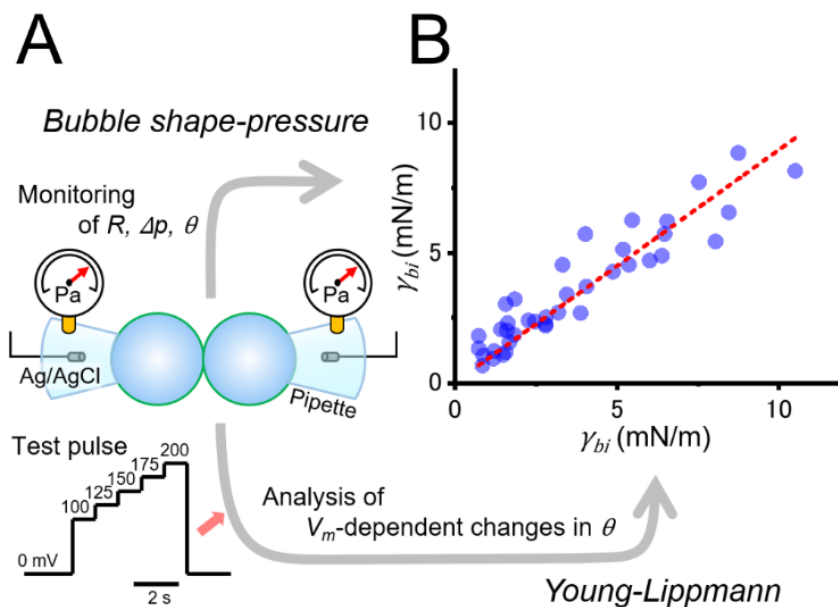 A
Bubble shape-pressure
Monitoring
of R, Δp, θ
Pa
Pa
Ag/AgCl
Pipette
Test pulse
100
125
150
175
200
0 mV
2 s
Analysis of
Vm-dependent changes in θ
Young-Lippmann
B
γbi (mN/m)
10
5
0
0
5
10
γbi (mN/m)